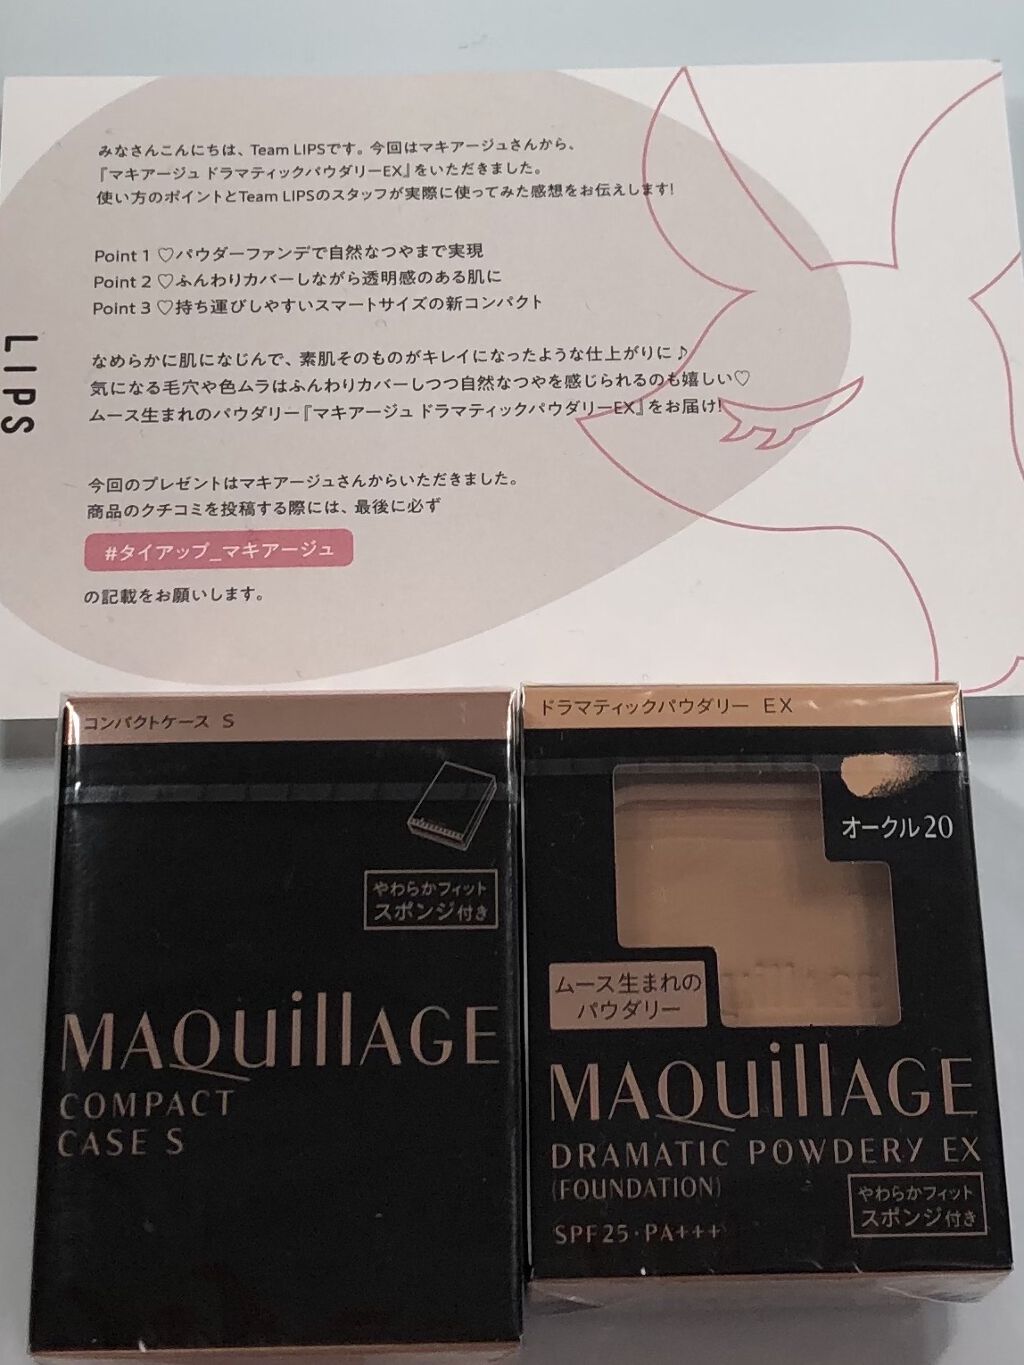 みなさんこんにちは、Team LIPSです。今回はマキアージュさんから、
『マキアージュ ドラマティックパウダリーEX』をいただきました。
使い方のポイントとTeam LIPSのスタッフが実際に使ってみた感想をお伝えします!
Point 1 ♡パウダーファンデで自然なつやまで実現
Point 2 ♡ふんわりカバーしながら透明感のある肌に
Point 3 ♡持ち運びしやすいスマートサイズの新コンパクト
LIPS
なめらかに肌になじんで、素肌そのものがキレイになったような仕上がりに♪
気になる毛穴や色ムラはふんわりカバーしつつ自然なつやを感じられるのも嬉しい♡
ムース生まれのパウダリー『マキアージュ ドラマティックパウダリーEX』をお届け!
今回のプレゼントはマキアージュさんからいただきました。
商品のクチコミを投稿する際には、最後に必ず
#タイアップ_マキアージュ
の記載をお願いします。
コンパクトケース S
やわらかフィット
スポンジ付き
MAQuillAGE
COMPACT
CASE S
ドラマティックパウダリー EX
オークル20
ムース生まれの
パウダリー
MAQuillAGE
DRAMATIC POWDERY EX
(FOUNDATION)
SPF25・PA+++
やわらかフィット
スポンジ付き